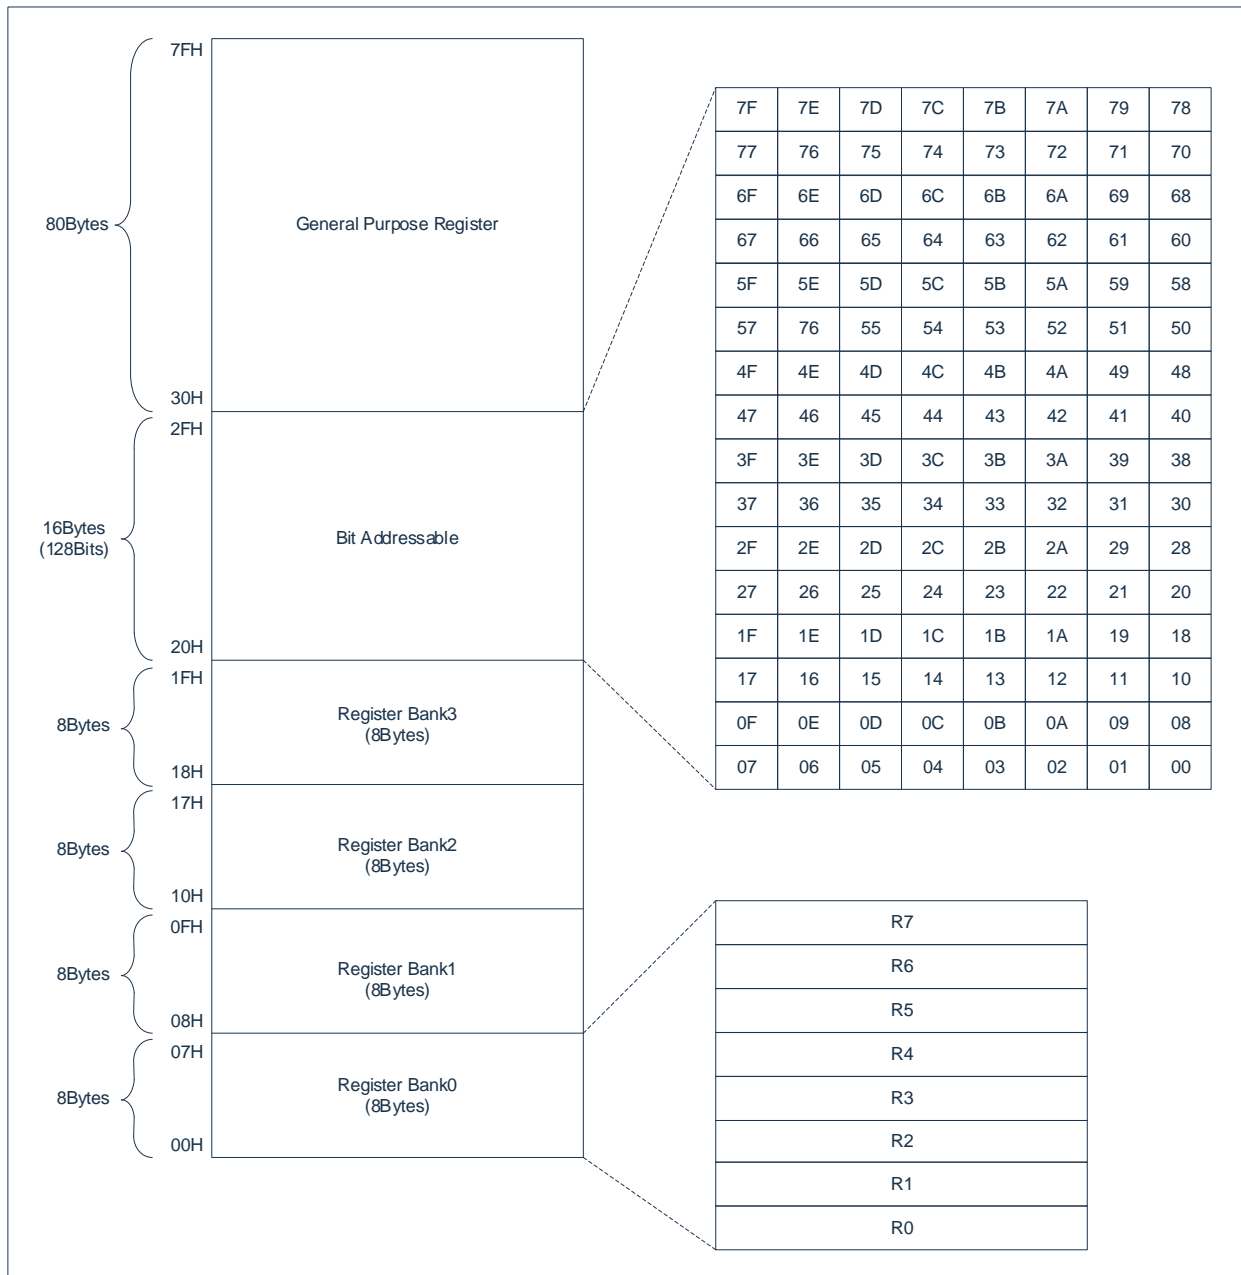 7FH
80Bytes
General Purpose Register
30H
2FH
16Bytes
(128Bits)
Bit Addressable
20H
1FH
8Bytes
Register Bank3
(8Bytes)
18H
17H
8Bytes
Register Bank2
(8Bytes)
10H
0FH
8Bytes
Register Bank1
(8Bytes)
08H
07H
8Bytes
Register Bank0
(8Bytes)
00H
7F 7E 7D 7C 7B 7A 79 78
77 76 75 74 73 72 71 70
6F 6E 6D 6C 6B 6A 69 68
67 66 65 64 63 62 61 60
5F 5E 5D 5C 5B 5A 59 58
57 76 55 54 53 52 51 50
4F 4E 4D 4C 4B 4A 49 48
47 46 45 44 43 42 41 40
3F 3E 3D 3C 3B 3A 39 38
37 36 35 34 33 32 31 30
2F 2E 2D 2C 2B 2A 29 28
27 26 25 24 23 22 21 20
1F 1E 1D 1C 1B 1A 19 18
17 16 15 14 13 12 11 10
0F 0E 0D 0C 0B 0A 09 08
07 06 05 04 03 02 01 00
R7
R6
R5
R4
R3
R2
R1
R0